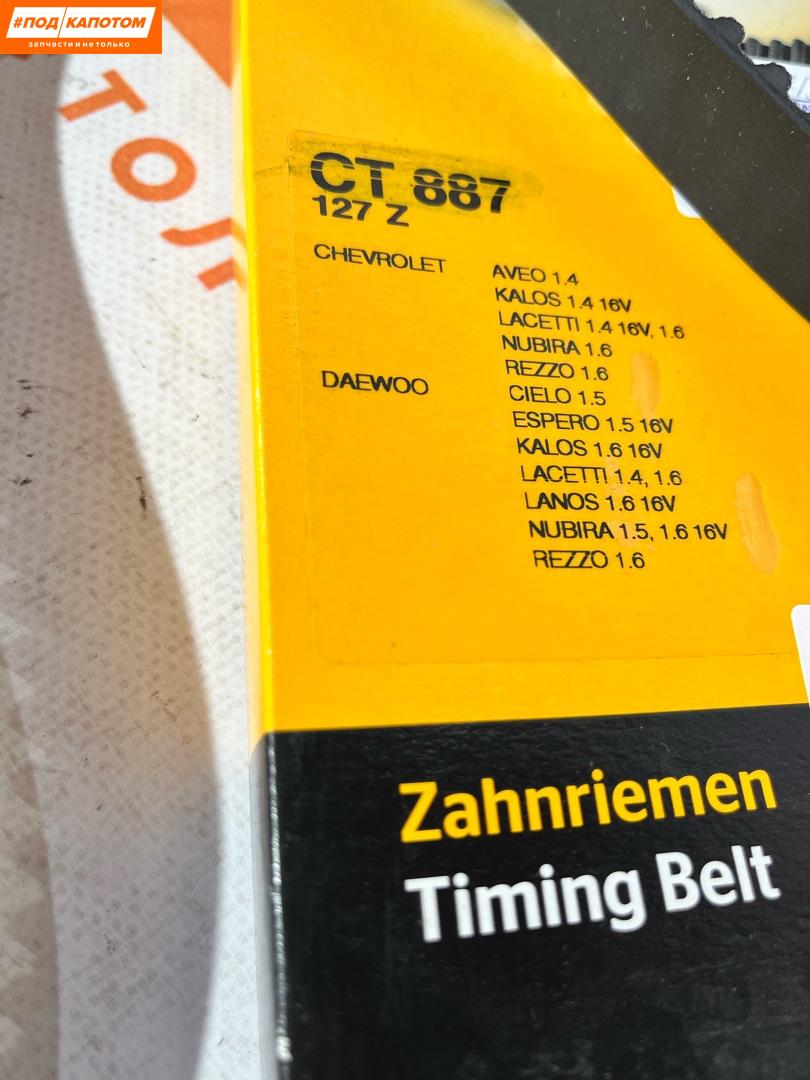 #ПОД КАПОТОМ
запчасти и не только
ТОЛ
CT 887
127 Z
CHEVROLET AVEO 1.4
KALOS 1.4 16V
LACETTI 1.4 16V, 1.6
NUBIRA 1.6
REZZO 1.6
DAEWOO CIELO 1.5
ESPERO 1.5 16V
KALOS 1.6 16V
LACETTI 1.4, 1.6
LANOS 1.6 16V
NUBIRA 1.5, 1.6 16V
REZZO 1.6
Zahnriemen
Timing Belt